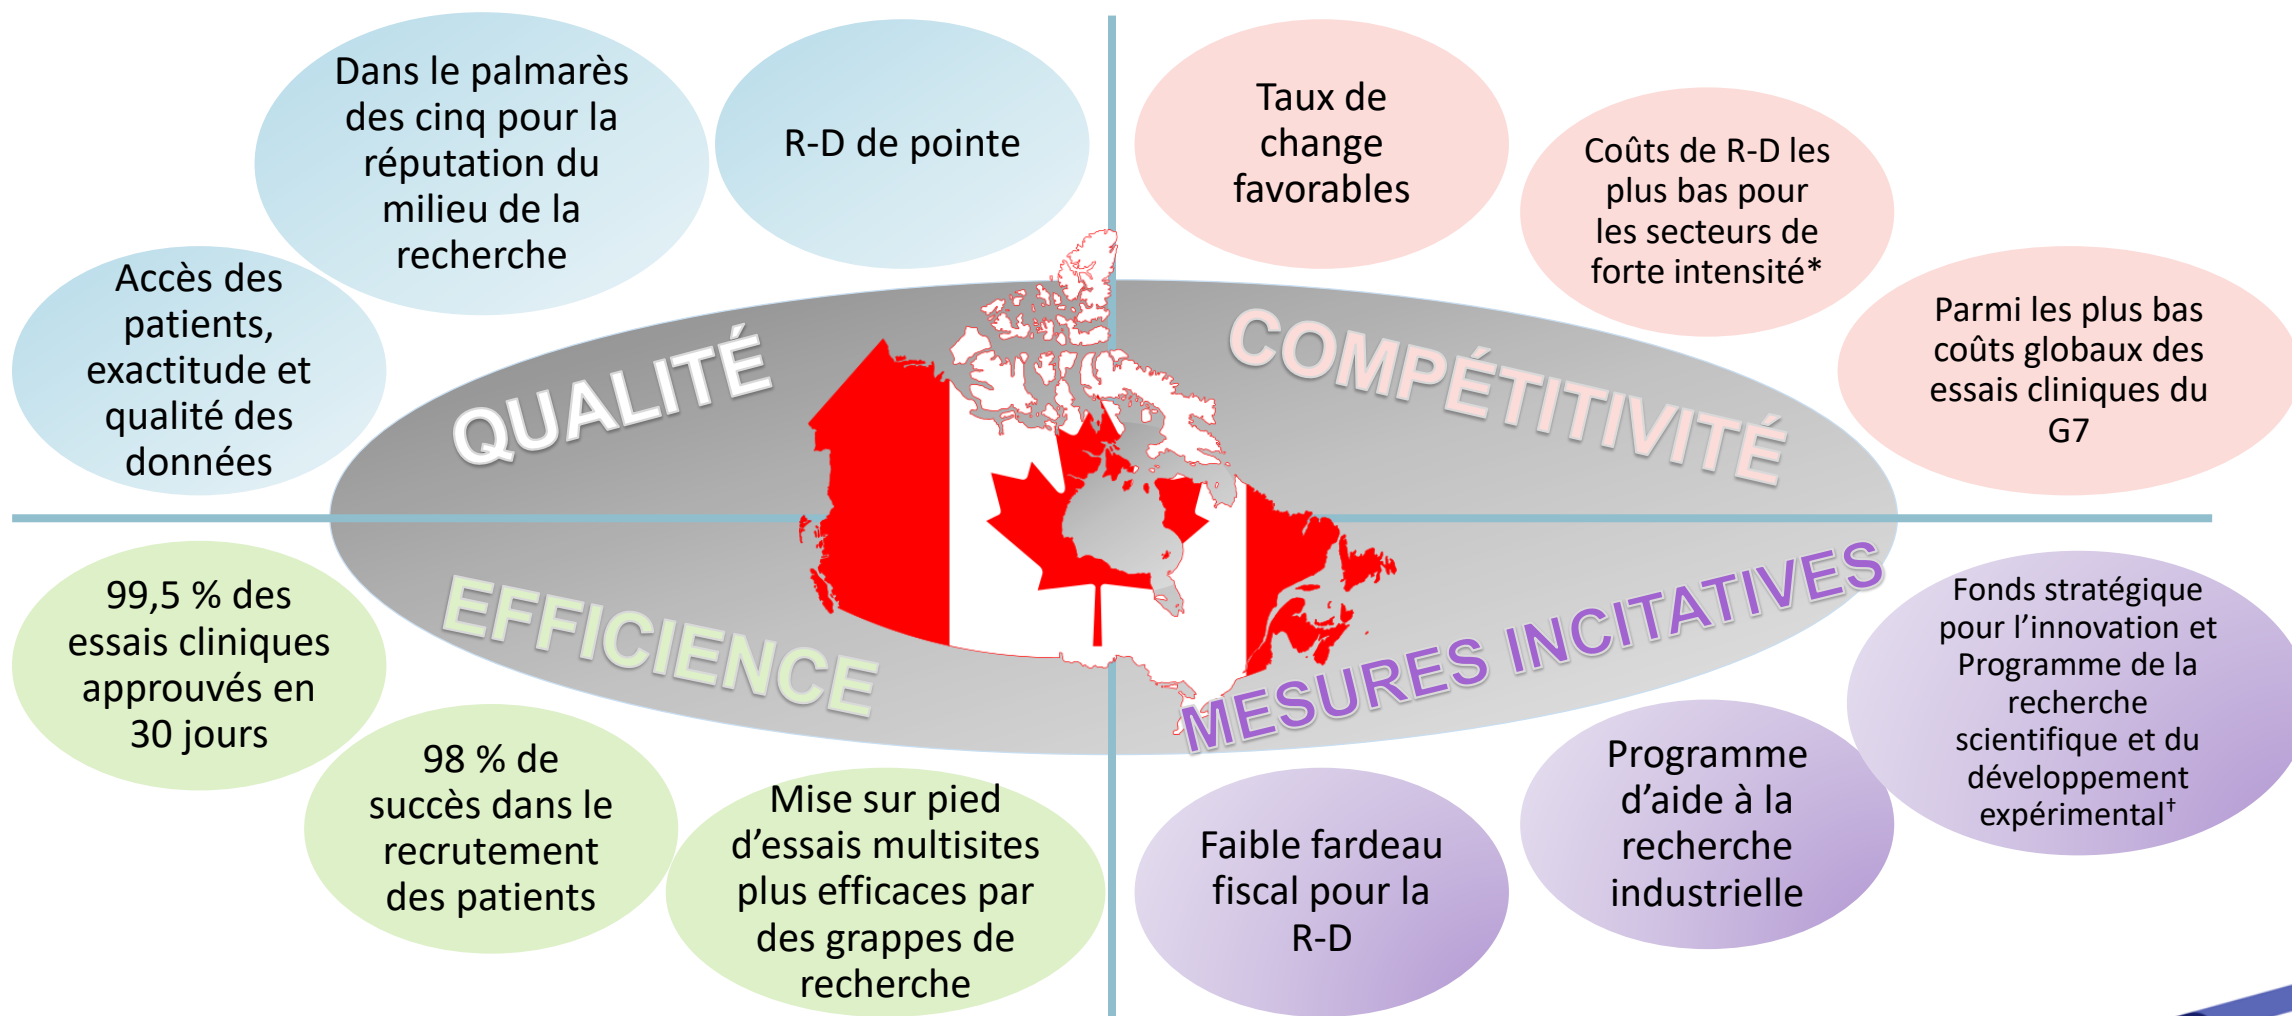 Dans le palmarès
des cinq pour la
réputation du
milieu de la
recherche
R-D de pointe
Accès des
patients,
exactitude et
qualité des
données
QUALITÉ
Taux de
change
favorables
Coûts de R-D les
plus bas pour
les secteurs de
forte intensité*
Parmi les plus bas
coûts globaux des
essais cliniques du
G7
COMPÉTITIVITÉ
99,5 % des
essais cliniques
approuvés en
30 jours
98 % de
succès dans le
recrutement
des patients
Mise sur pied
d’essais multisites
plus efficaces par
des grappes de
recherche
EFFICIENCE
MESURES INCITATIVES
Faible fardeau
fiscal pour la
R-D
Programme
d’aide à la
recherche
industrielle
Fonds stratégique
pour l’innovation et
Programme de la
recherche
scientifique et du
développement
expérimental†